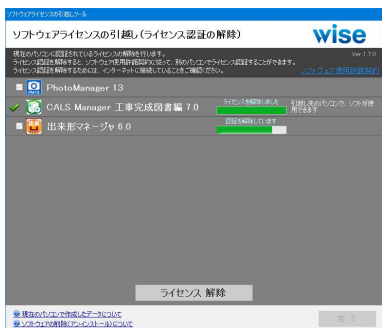 ソフトウェアライセンスの引越しツール
ソフトウェアライセンスの引越し(ライセンス認証の解除)
wise
現在のパソコンに認証されているライセンスの解除を行います。
Ver 1.7.0
ライセンス認証を解除すると、ソフトウェア使用許諾契約に従って、別のパソコンでライセンス認証することができます。
ライセンス認証を解除するためには、インターネットに接続していることをご確認ください。
ソフトウェア使用許諾契約
PM13
PhotoManager 13
CALS Manager 工事完成図書編 7.0
ライセンスを解除しました
引越し先のパソコンで、ソフトが使用できます
出来形マネージャ 6.0
認証を解除しています
ライセンス 解除
現在のパソコンで作成したデータについて
ソフトウェアの削除(アンインストール)について
完 了